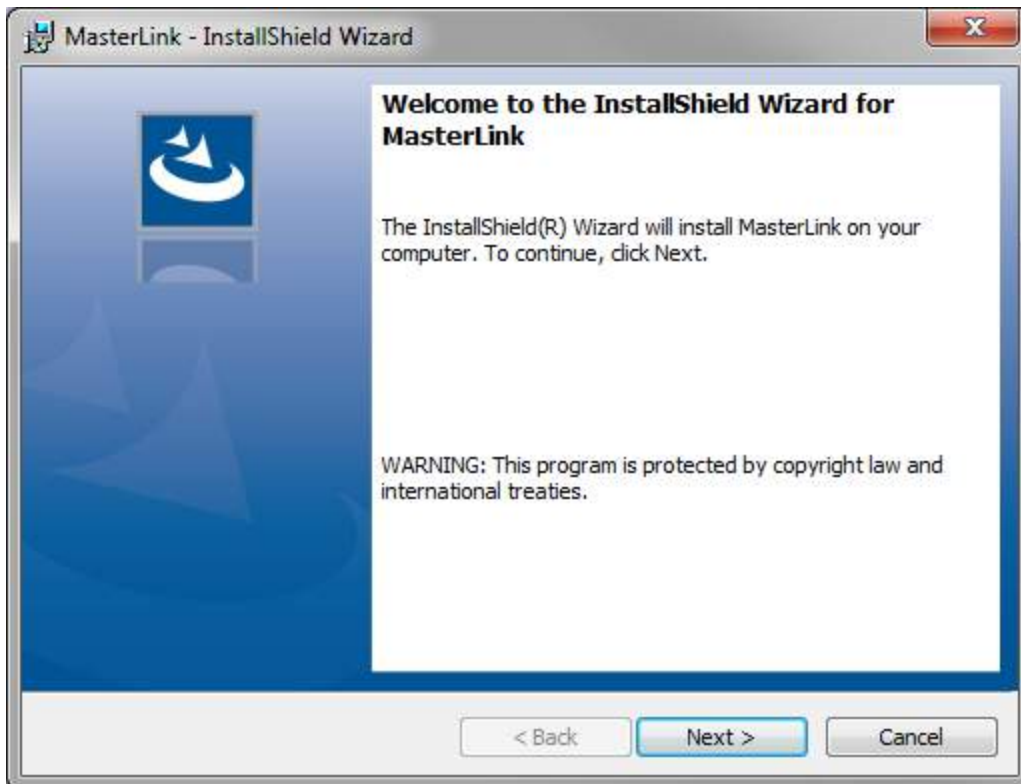 MasterLink - InstallShield Wizard
Welcome to the InstallShield Wizard for
MasterLink
The InstallShield(R) Wizard will install MasterLink on your
computer. To continue, click Next.
WARNING: This program is protected by copyright law and
international treaties.
< Back Next > Cancel